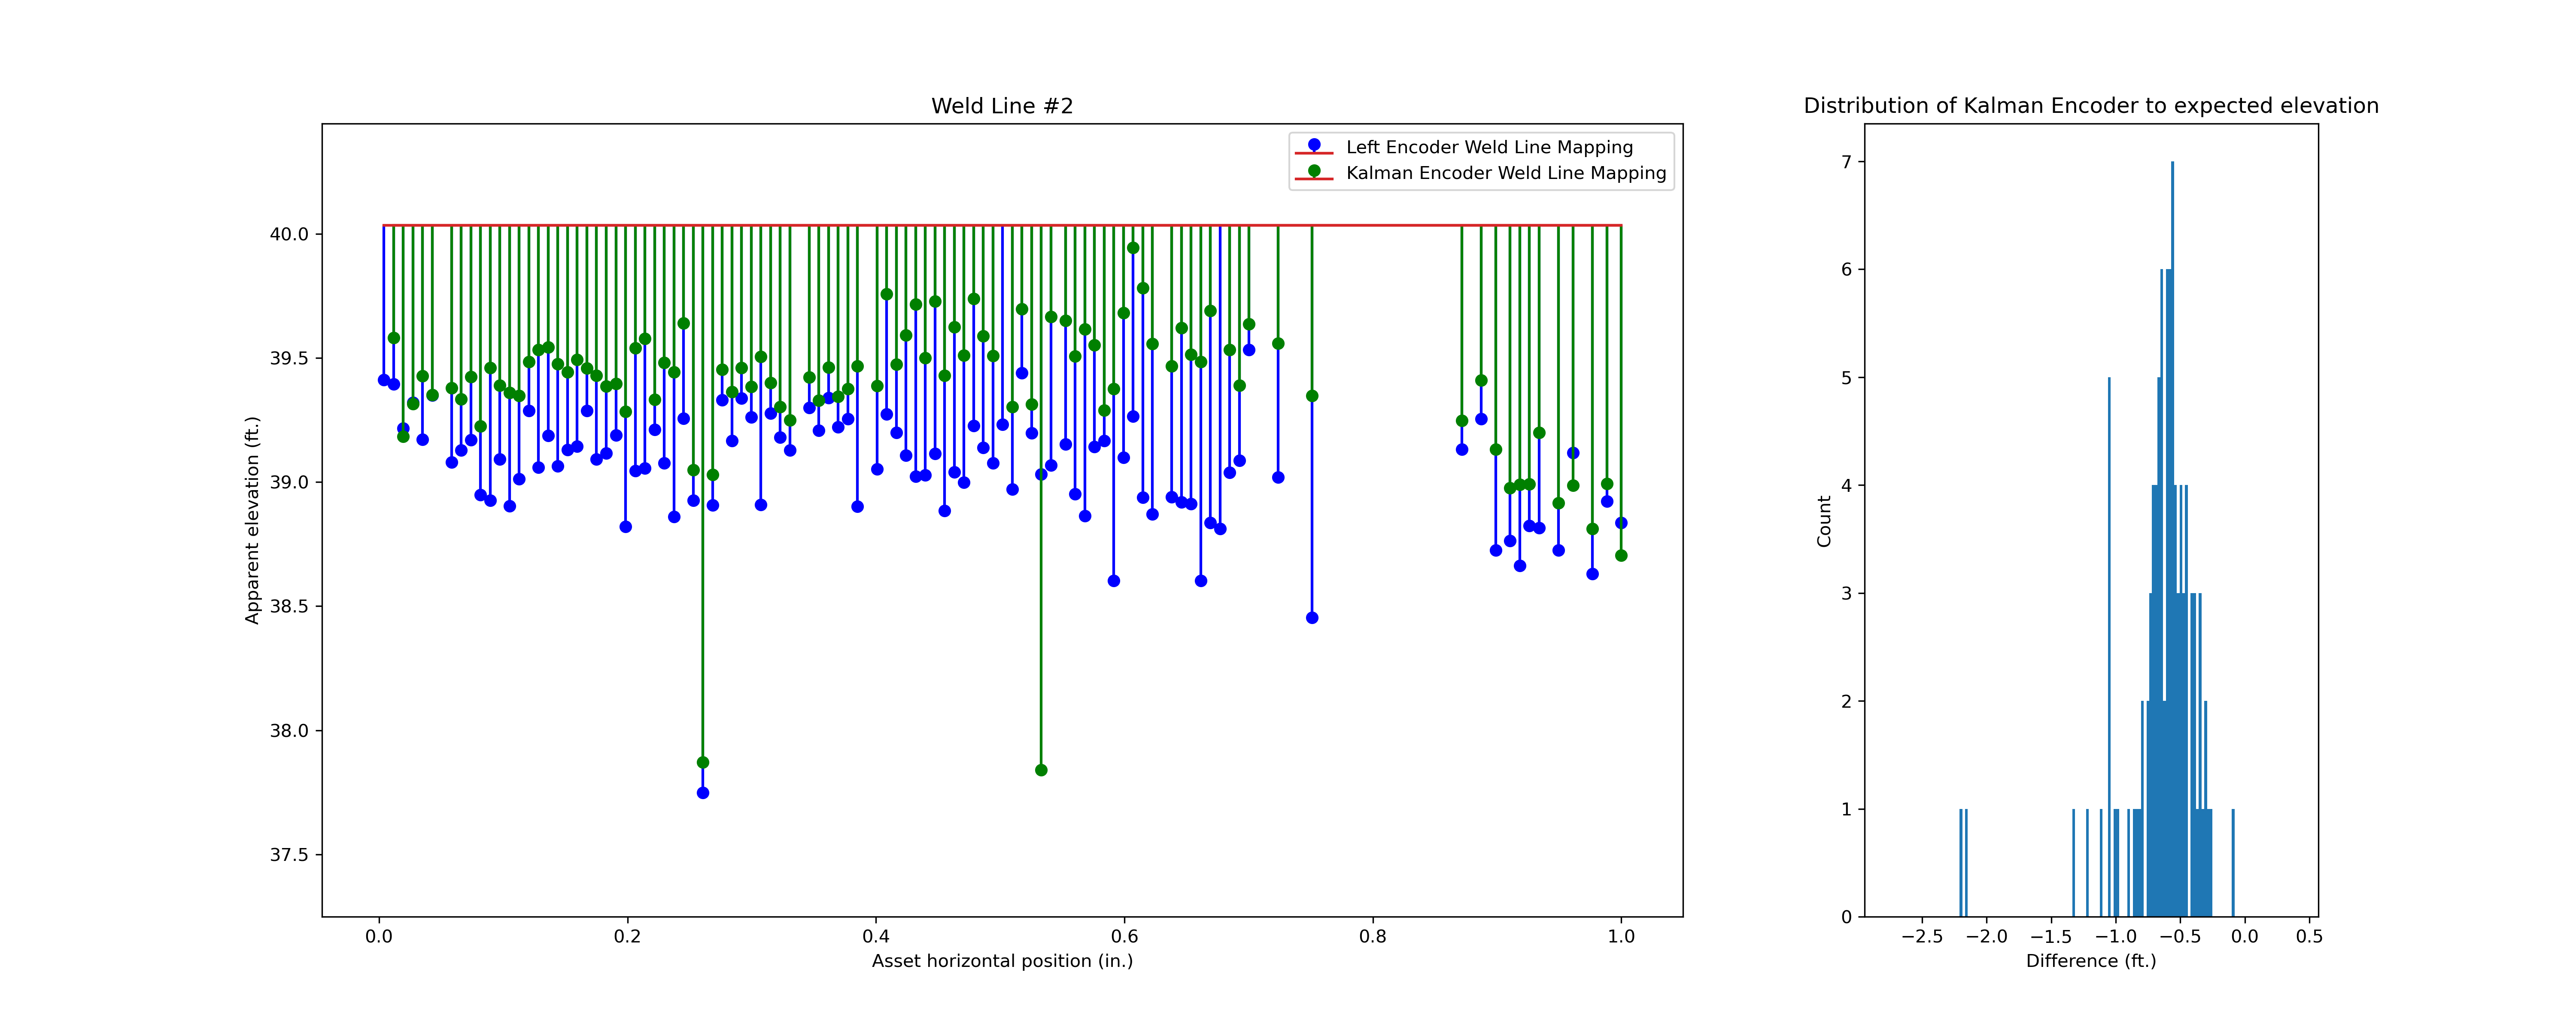 Weld Line #2
Left Encoder Weld Line Mapping
Kalman Encoder Weld Line Mapping
40.0
39.5
39.0
38.5
38.0
37.5
Apparent elevation (ft.)
0.0 0.2 0.4 0.6 0.8 1.0
Asset horizontal position (in.)
Distribution of Kalman Encoder to expected elevation
7
6
5
4
3
2
1
0
Count
−2.5 −2.0 −1.5 −1.0 −0.5 0.0 0.5
Difference (ft.)